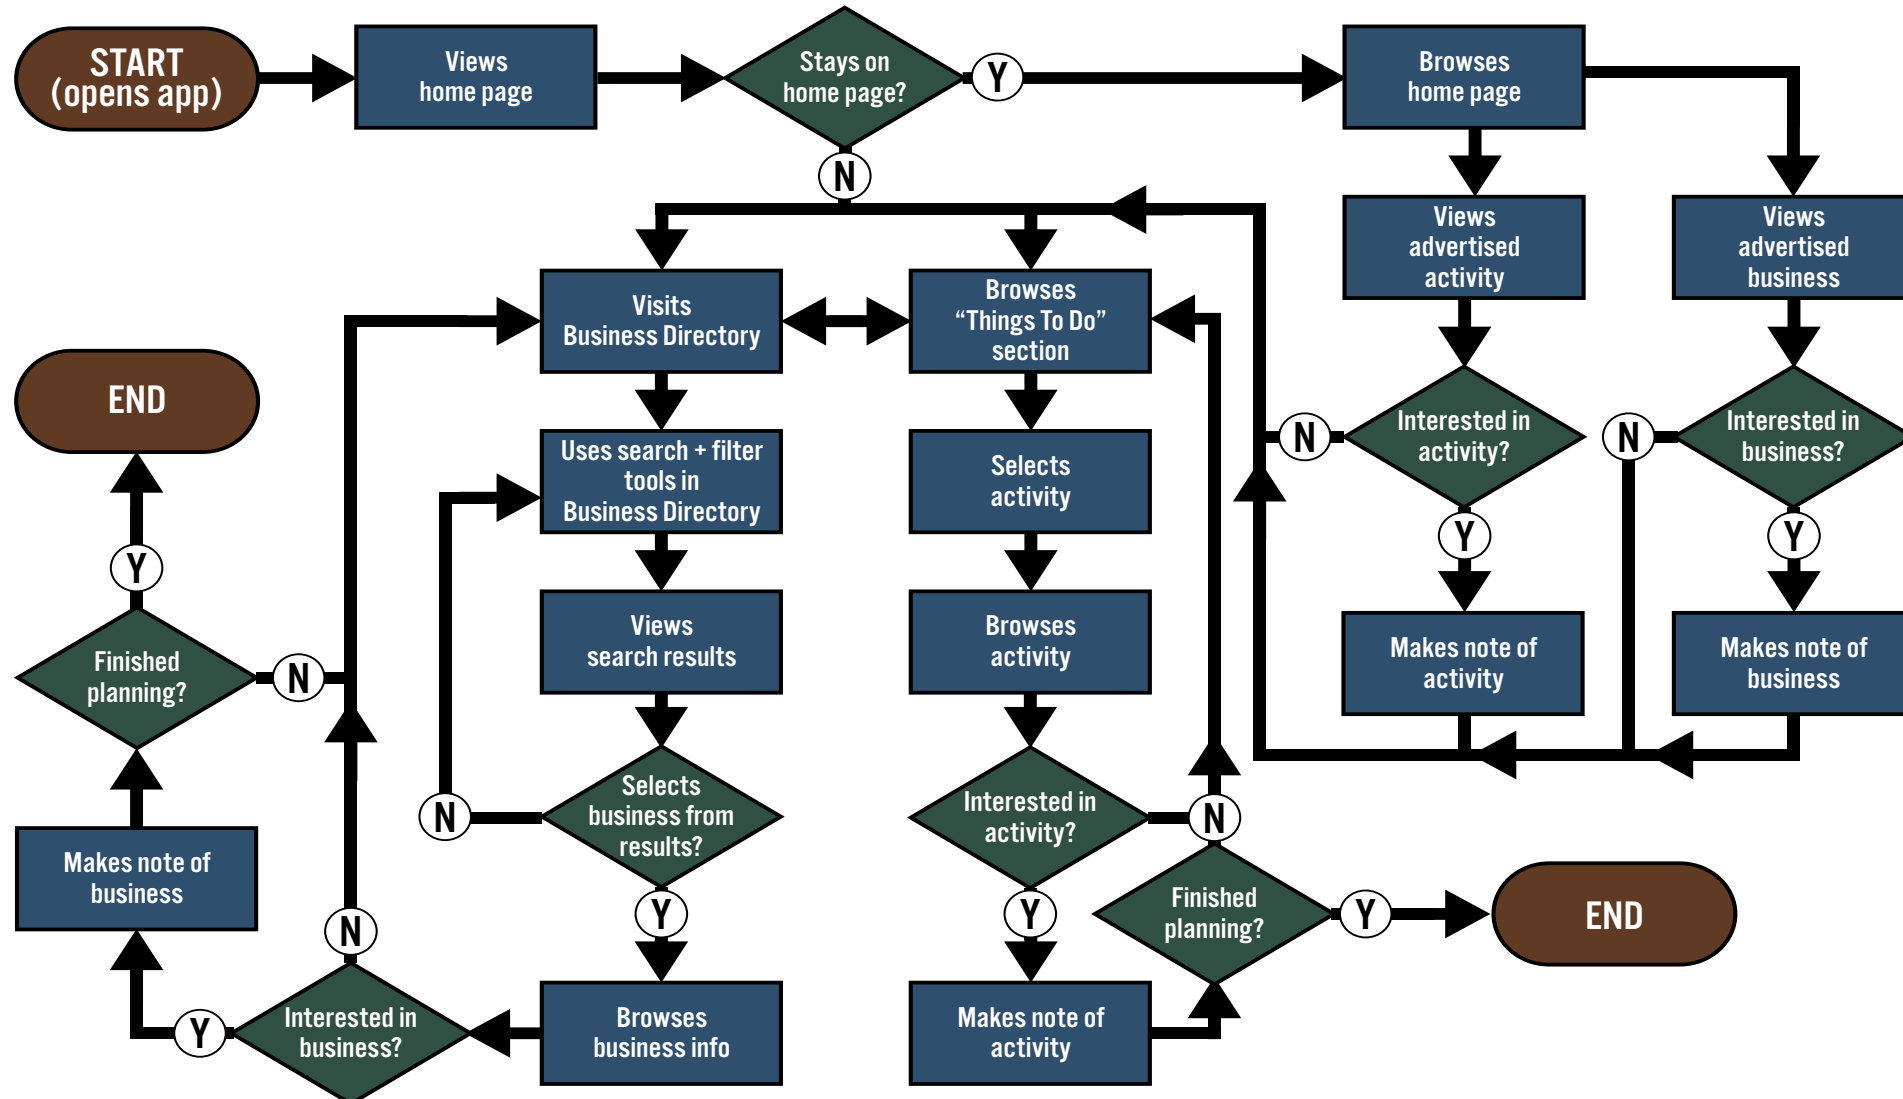 START
(opens app)
Views
home page
Stays on
home page?
Y
Browses
home page
N
Views
advertised
activity
Views
advertised
business
Visits
Business Directory
Browses
“Things To Do”
section
END
Interested in
activity?
N
Interested in
business?
N
Uses search + filter
tools in
Business Directory
Selects
activity
Y
Y
Y
Views
search results
Browses
activity
Makes note of
activity
Makes note of
business
Finished
planning?
N
Selects
business from
results?
N
Interested in
activity?
N
Makes note of
business
Y
Y
Finished
planning?
Y
END
N
Interested in
business?
Y
Browses
business info
Makes note of
activity